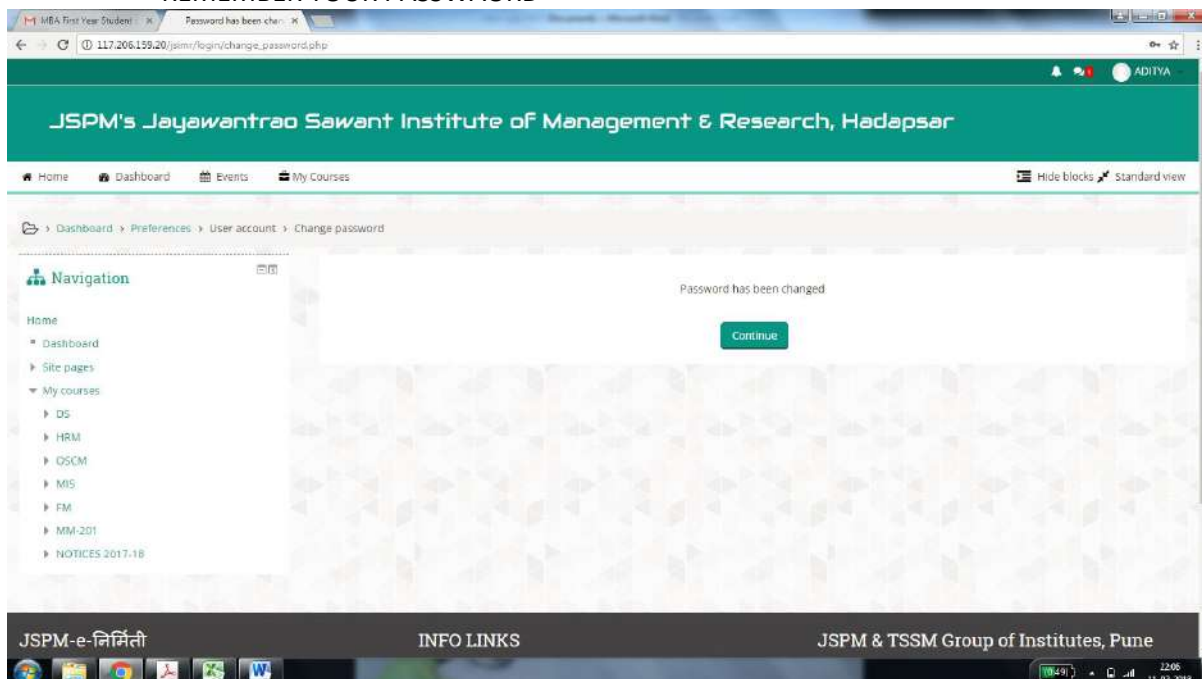 MBA First Year Student
Password has been chan
117.206.159.20/jsimr/login/change_password.php
ADITYA
JSPM's Jayawantrao Sawant Institute of Management & Research, Hadapsar
Home Dashboard Events My Courses Hide blocks Standard view
Dashboard › Preferences › User account › Change password
Navigation
Password has been changed
Continue
Home
Dashboard
Site pages
My courses
DS
HRM
OSCM
MIS
FM
MM-201
NOTICES 2017-18
JSPM-e-निर्मिती INFO LINKS JSPM & TSSM Group of Institutes, Pune
22:06